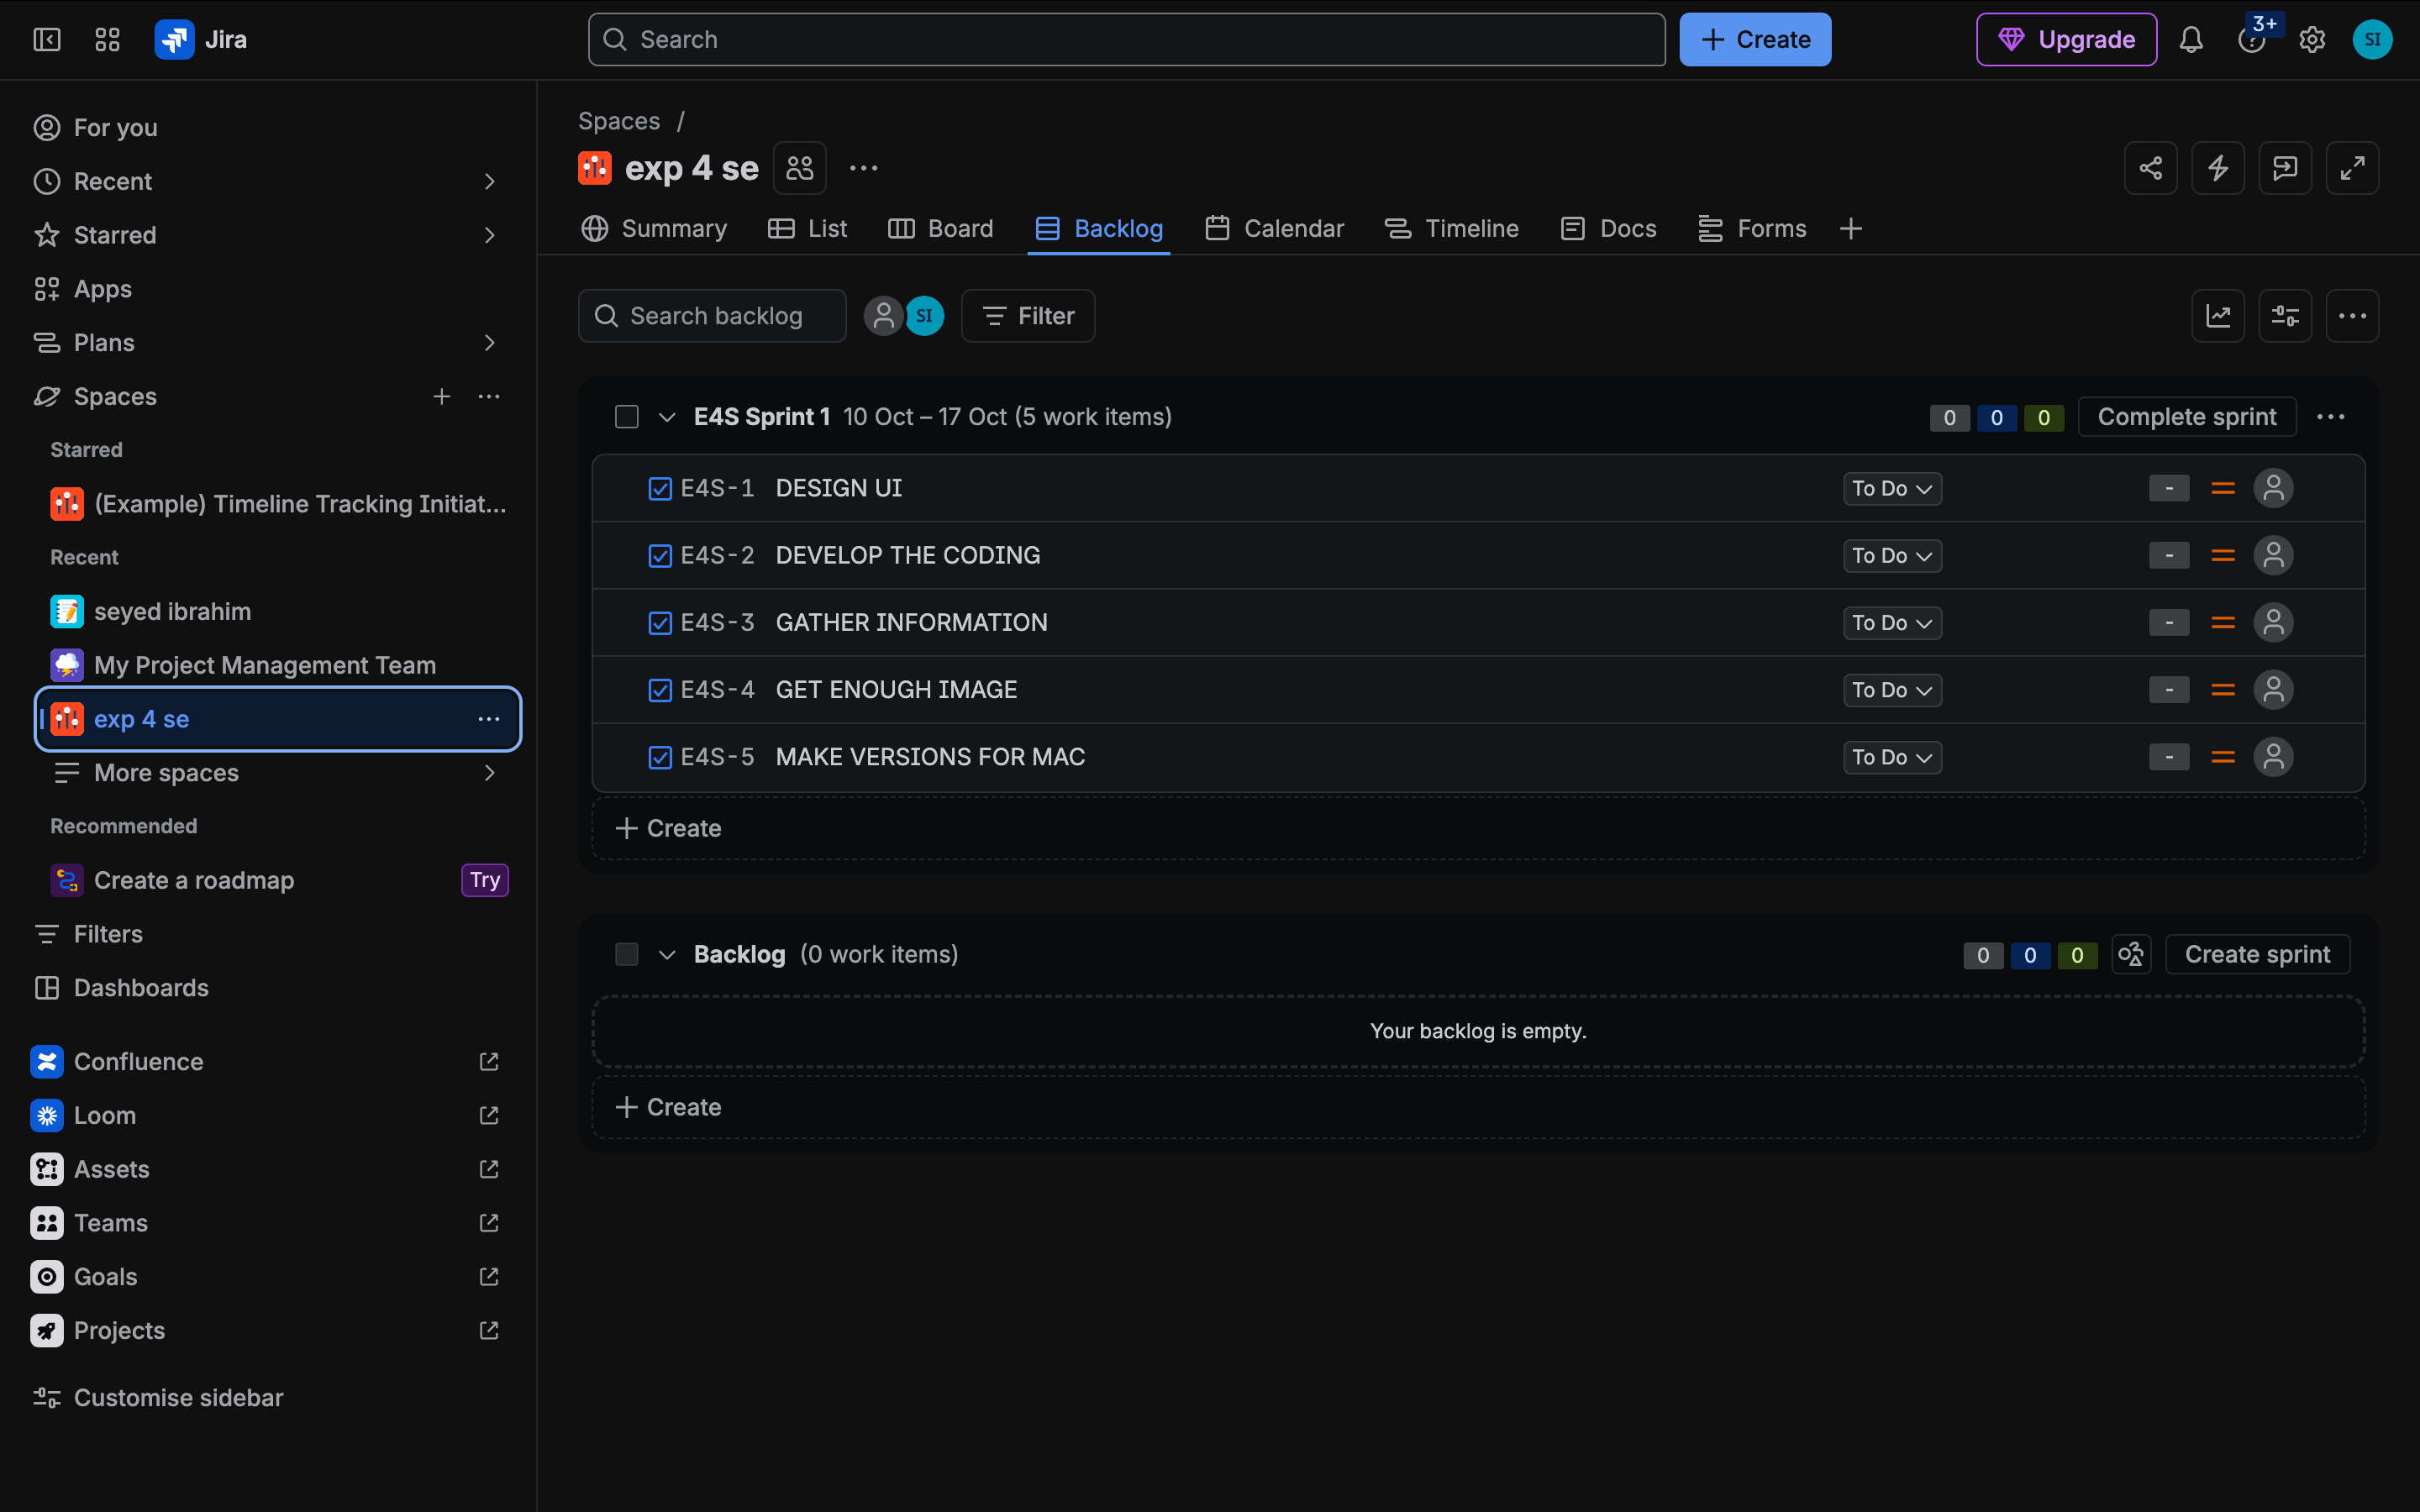 Jira
Search
+ Create
Upgrade
3+
SI
For you
Recent
Starred
Apps
Plans
Spaces
Starred
(Example) Timeline Tracking Initiat...
Recent
seyed ibrahim
My Project Management Team
exp 4 se
More spaces
Recommended
Create a roadmap
Try
Filters
Dashboards
Confluence
Loom
Assets
Teams
Goals
Projects
Customise sidebar
Spaces /
exp 4 se
Summary List Board Backlog Calendar Timeline Docs Forms
Search backlog SI Filter
E4S Sprint 1 10 Oct – 17 Oct (5 work items) 0 0 0 Complete sprint
E4S-1 DESIGN UI To Do -
E4S-2 DEVELOP THE CODING To Do -
E4S-3 GATHER INFORMATION To Do -
E4S-4 GET ENOUGH IMAGE To Do -
E4S-5 MAKE VERSIONS FOR MAC To Do -
+ Create
Backlog (0 work items) 0 0 0 Create sprint
Your backlog is empty.
+ Create